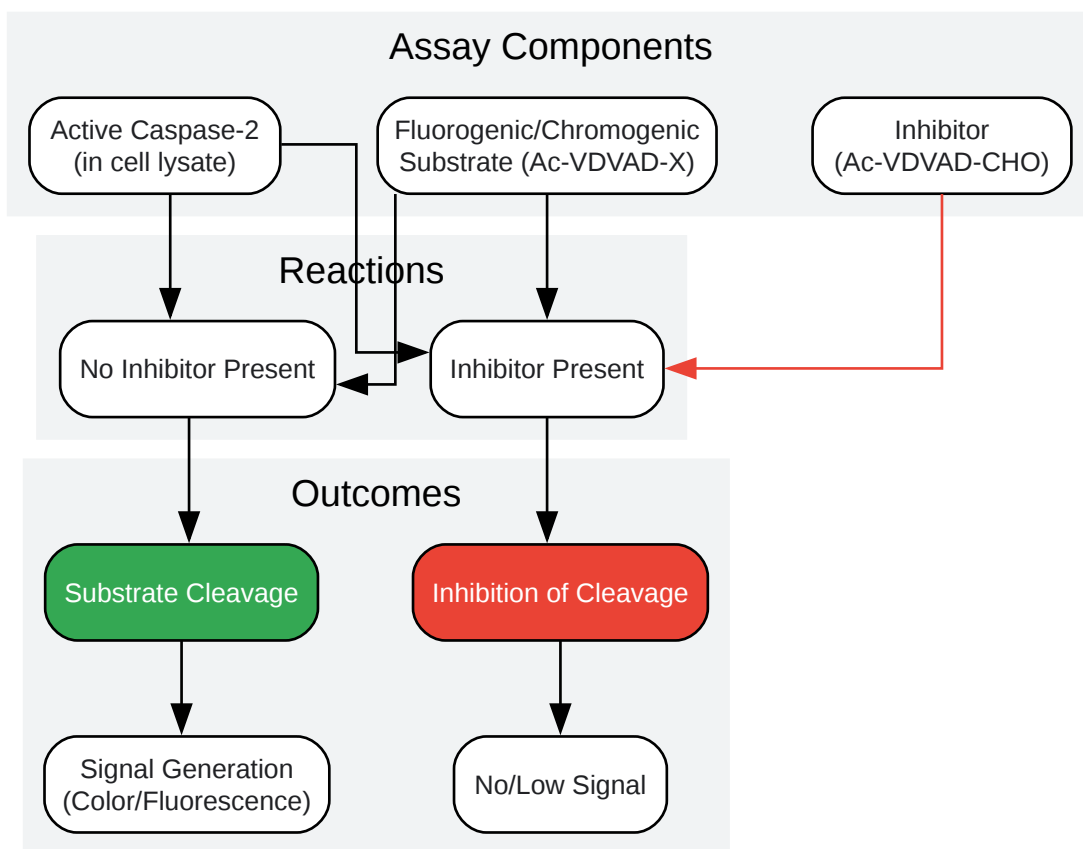 Assay Components
Active Caspase-2
(in cell lysate)
Fluorogenic/Chromogenic
Substrate (Ac-VDVAD-X)
Inhibitor
(Ac-VDVAD-CHO)
Reactions
No Inhibitor Present
Inhibitor Present
Outcomes
Substrate Cleavage
Inhibition of Cleavage
Signal Generation
(Color/Fluorescence)
No/Low Signal